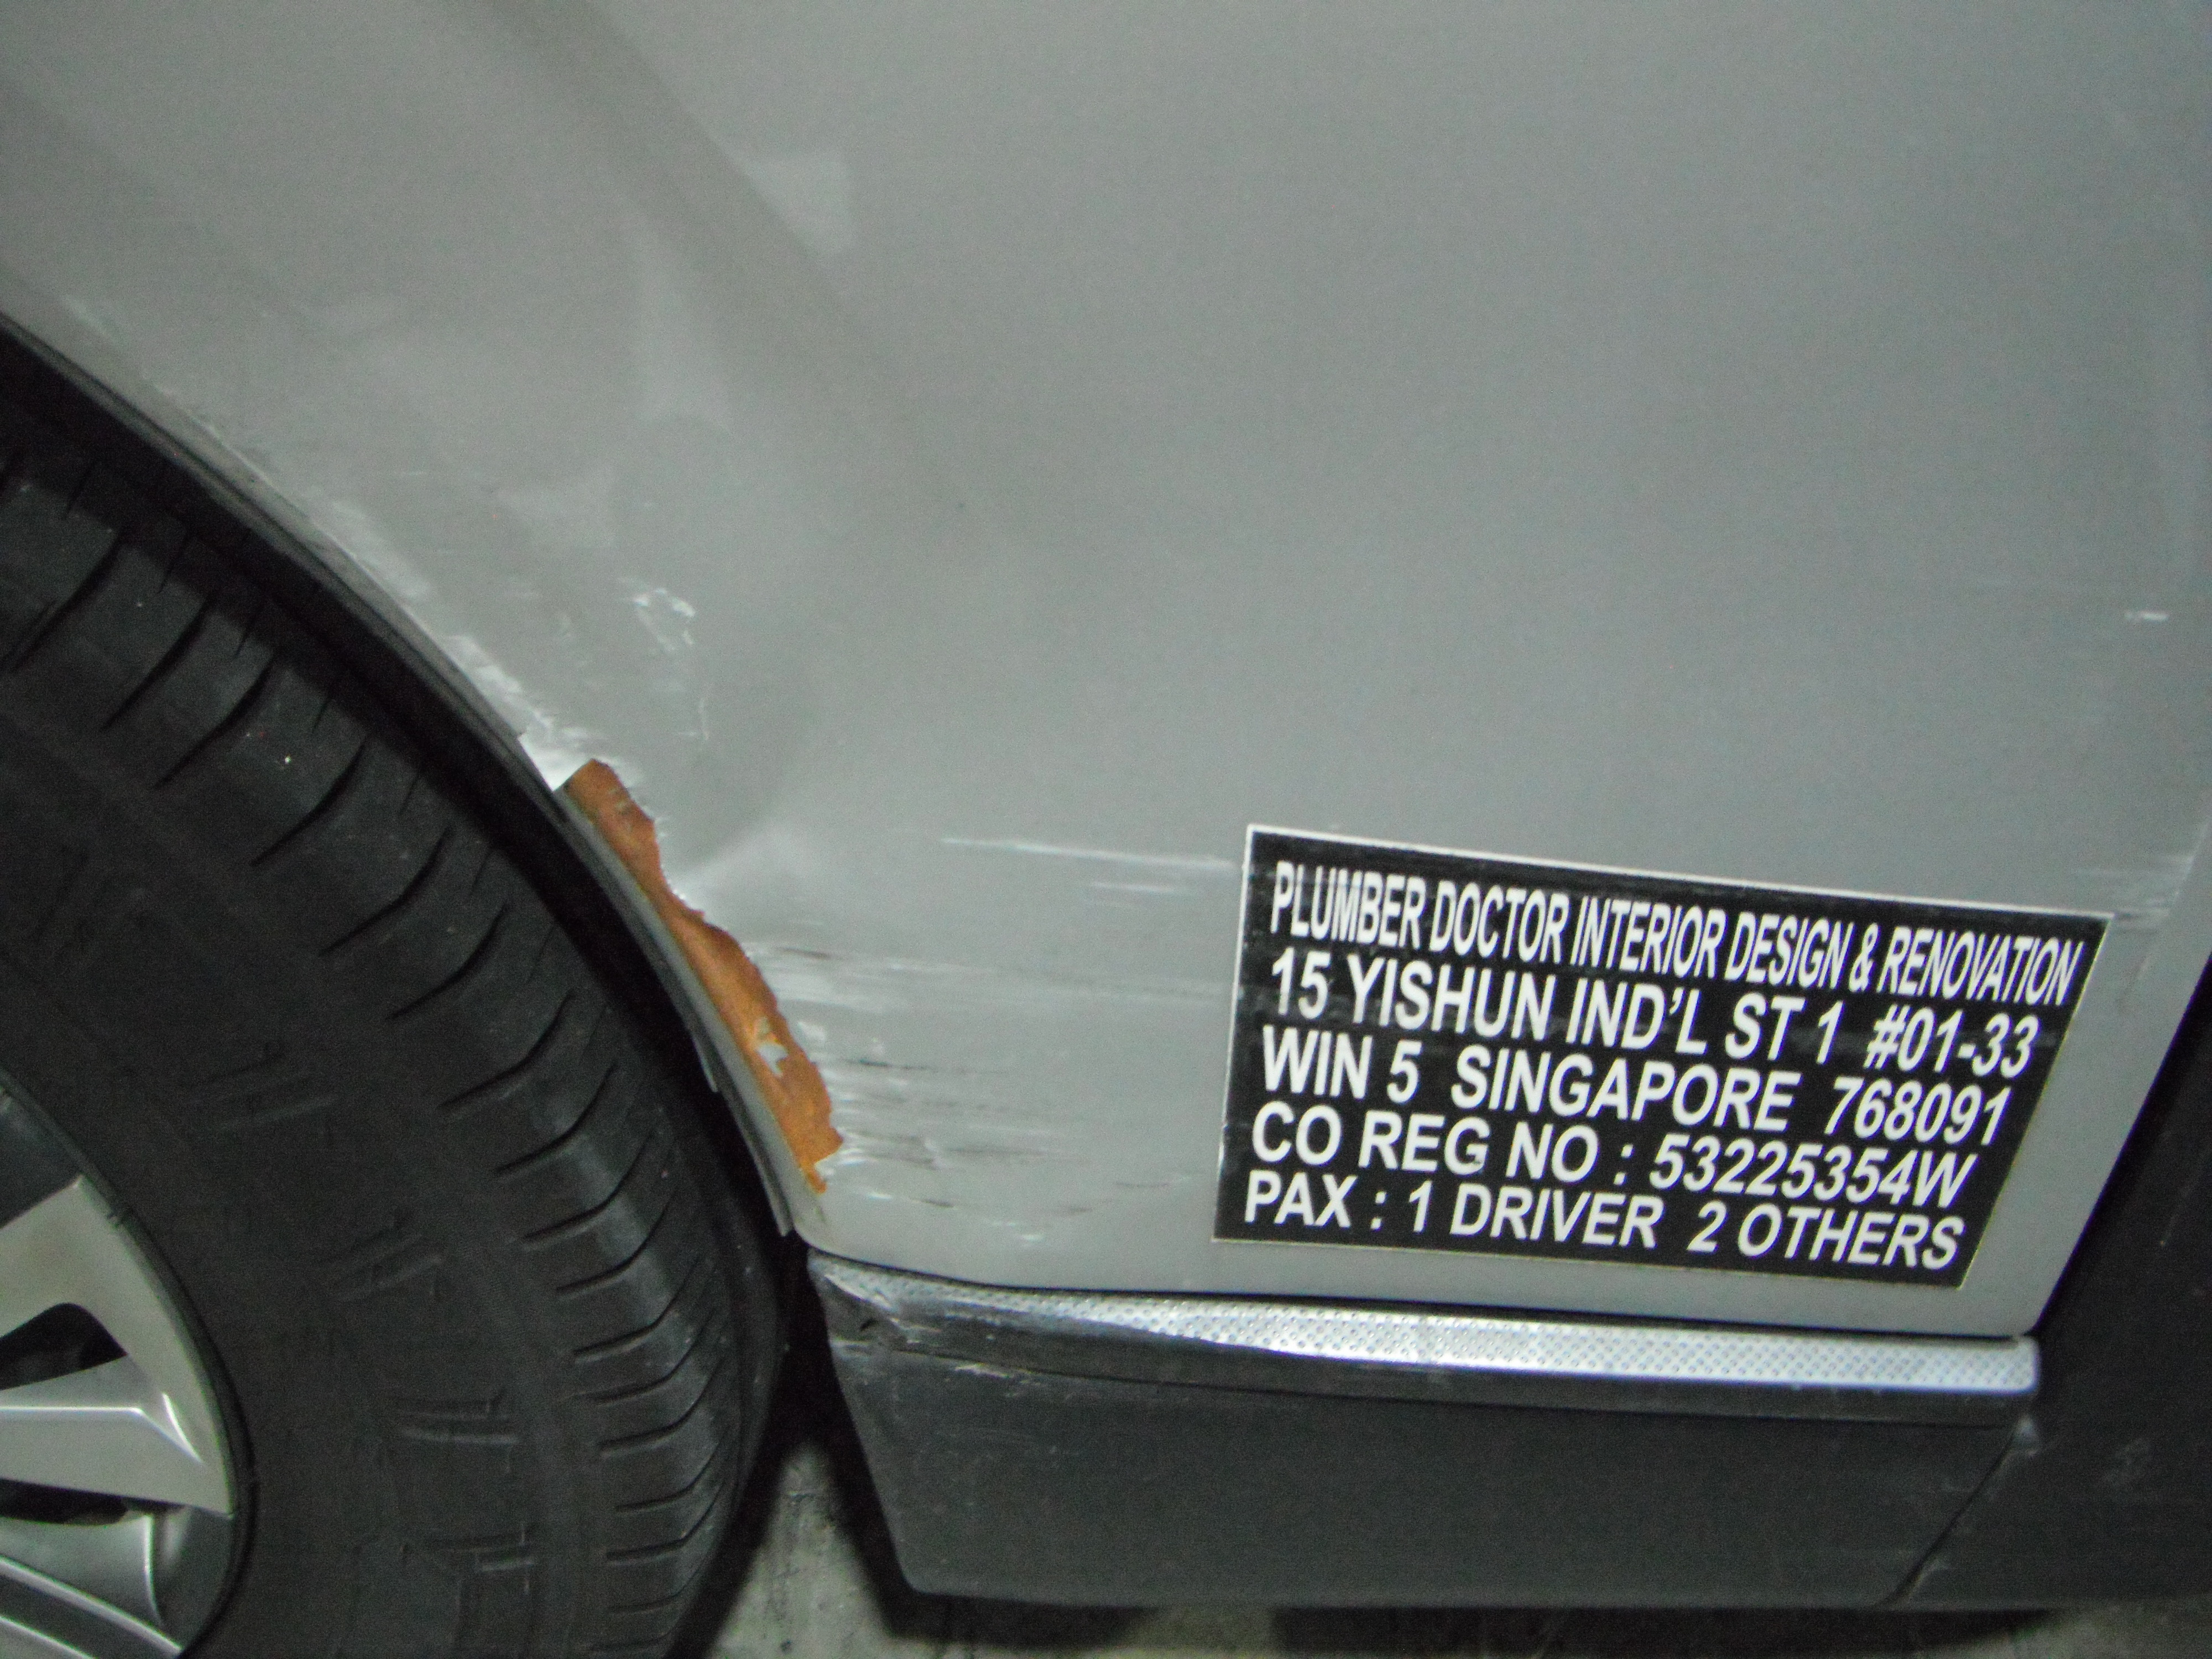 PLUMBER DOCTOR INTERIOR DESIGN & RENOVATION
15 YISHUN IND'L ST 1 #01-33
WIN 5 SINGAPORE 768091
CO REG NO : 53225354W
PAX : 1 DRIVER 2 OTHERS